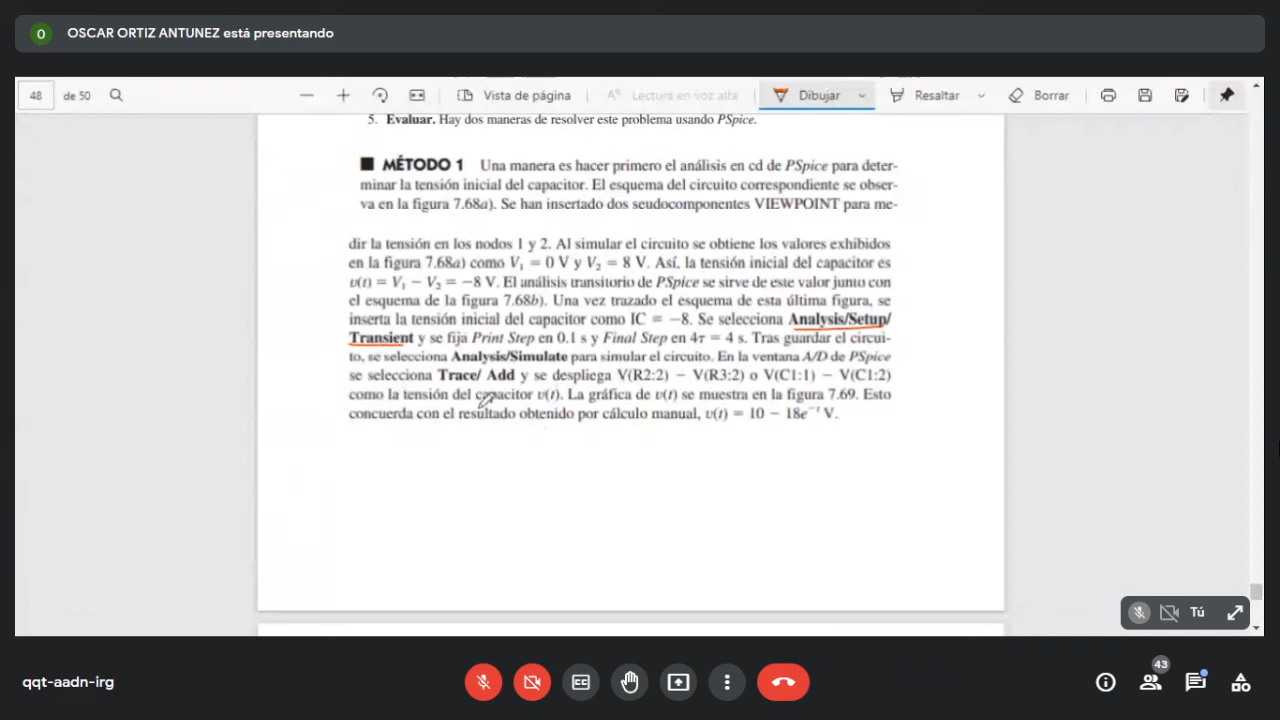 O
OSCAR ORTIZ ANTUNEZ está presentando
48 de 50
Vista de página
Lectura en voz alta
Dibujar
Resaltar
Borrar
5. Evaluar. Hay dos maneras de resolver este problema usando PSpice.
■ MÉTODO 1 Una manera es hacer primero el análisis en cd de PSpice para deter-
minar la tensión inicial del capacitor. El esquema del circuito correspondiente se obser-
va en la figura 7.68a). Se han insertado dos seudocomponentes VIEWPOINT para me-
dir la tensión en los nodos 1 y 2. Al simular el circuito se obtiene los valores exhibidos
en la figura 7.68a) como V₁ = 0 V y V₂ = 8 V. Así, la tensión inicial del capacitor es
v(t) = V₁ − V₂ = −8 V. El análisis transitorio de PSpice se sirve de este valor junto con
el esquema de la figura 7.68b). Una vez trazado el esquema de esta última figura, se
inserta la tensión inicial del capacitor como IC = −8. Se selecciona Analysis/Setup/
Transient y se fija Print Step en 0.1 s y Final Step en 4τ = 4 s. Tras guardar el circui-
to, se selecciona Analysis/Simulate para simular el circuito. En la ventana A/D de PSpice
se selecciona Trace/ Add y se despliega V(R2:2) − V(R3:2) o V(C1:1) − V(C1:2)
como la tensión del capacitor v(t). La gráfica de v(t) se muestra en la figura 7.69. Esto
concuerda con el resultado obtenido por cálculo manual, v(t) = 10 − 18e⁻ᵗ V.
Tú
qqt-aadn-irg
43